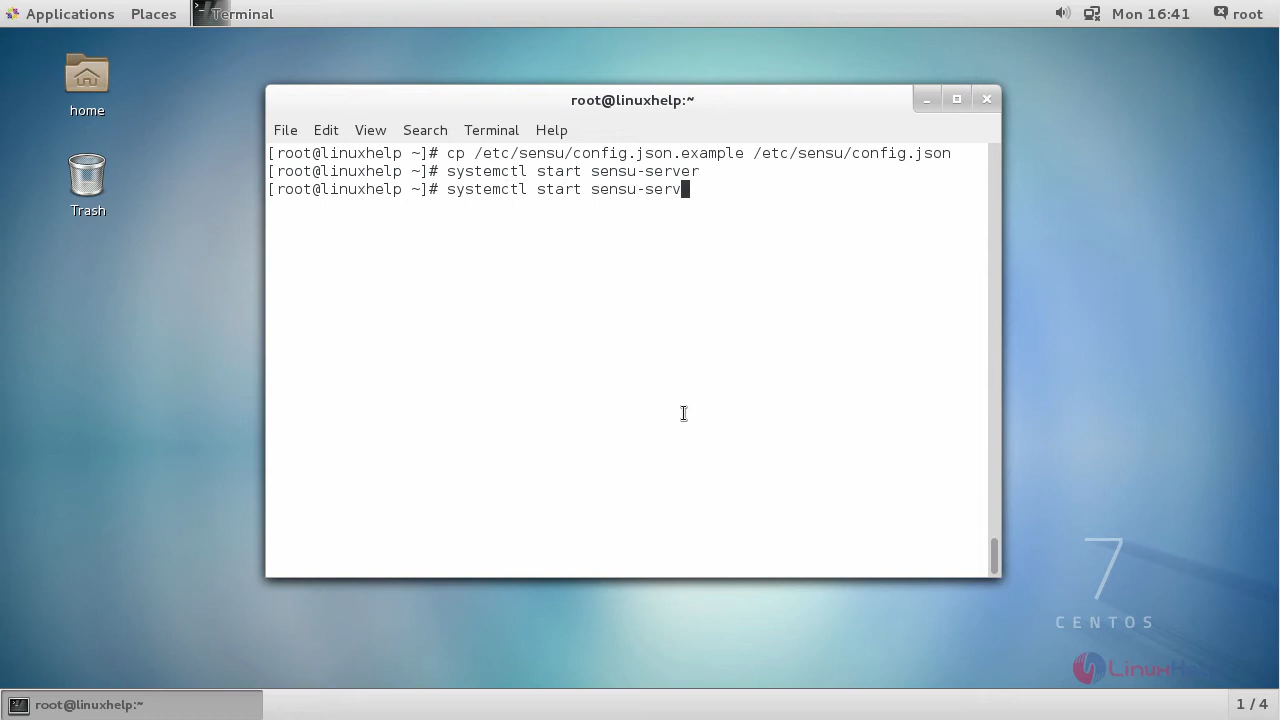 Applications Places Terminal Mon 16:41 root
home
Trash
root@linuxhelp:~
File Edit View Search Terminal Help
[root@linuxhelp ~]# cp /etc/sensu/config.json.example /etc/sensu/config.json
[root@linuxhelp ~]# systemctl start sensu-server
[root@linuxhelp ~]# systemctl start sensu-serv
7
CENTOS
LinuxHelp
root@linuxhelp:~ 1 / 4